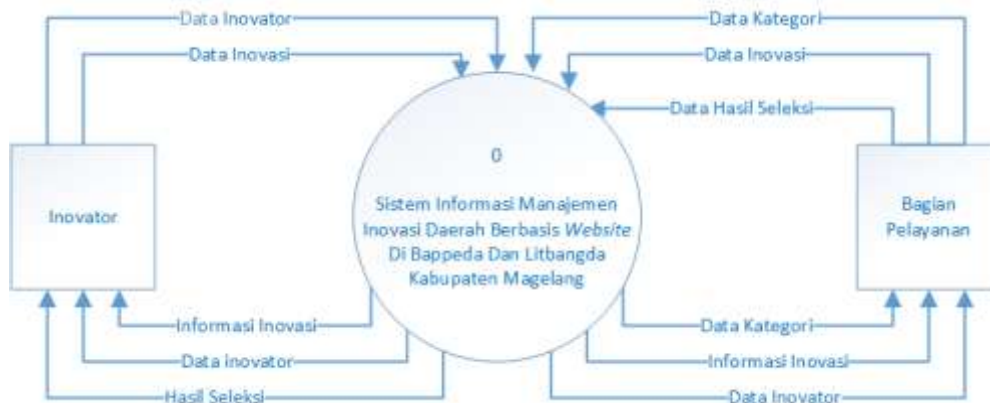 Data Inovator
Data Inovasi
Data Kategori
Data Inovasi
Data Hasil Seleksi
Inovator
0
Sistem Informasi Manajemen
Inovasi Daerah Berbasis Website
Di Bappeda Dan Litbangda
Kabupaten Magelang
Bagian
Pelayanan
Informasi Inovasi
Data inovator
Hasil Seleksi
Data Kategori
Informasi Inovasi
Data Inovator